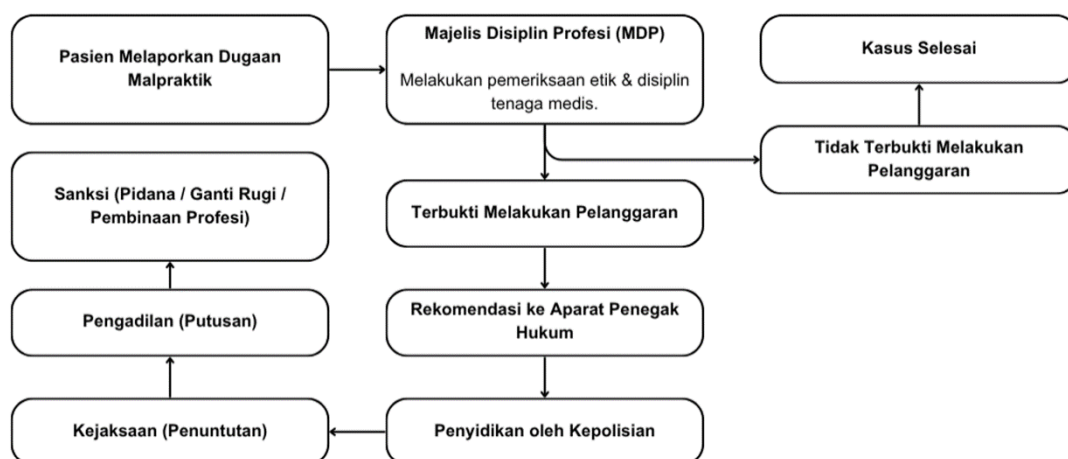 Pasien Melaporkan Dugaan
Malpraktik
Majelis Disiplin Profesi (MDP)
Melakukan pemeriksaan etik & disiplin
tenaga medis.
Kasus Selesai
Tidak Terbukti Melakukan
Pelanggaran
Terbukti Melakukan Pelanggaran
Rekomendasi ke Aparat Penegak
Hukum
Penyidikan oleh Kepolisian
Kejaksaan (Penuntutan)
Pengadilan (Putusan)
Sanksi (Pidana / Ganti Rugi /
Pembinaan Profesi)